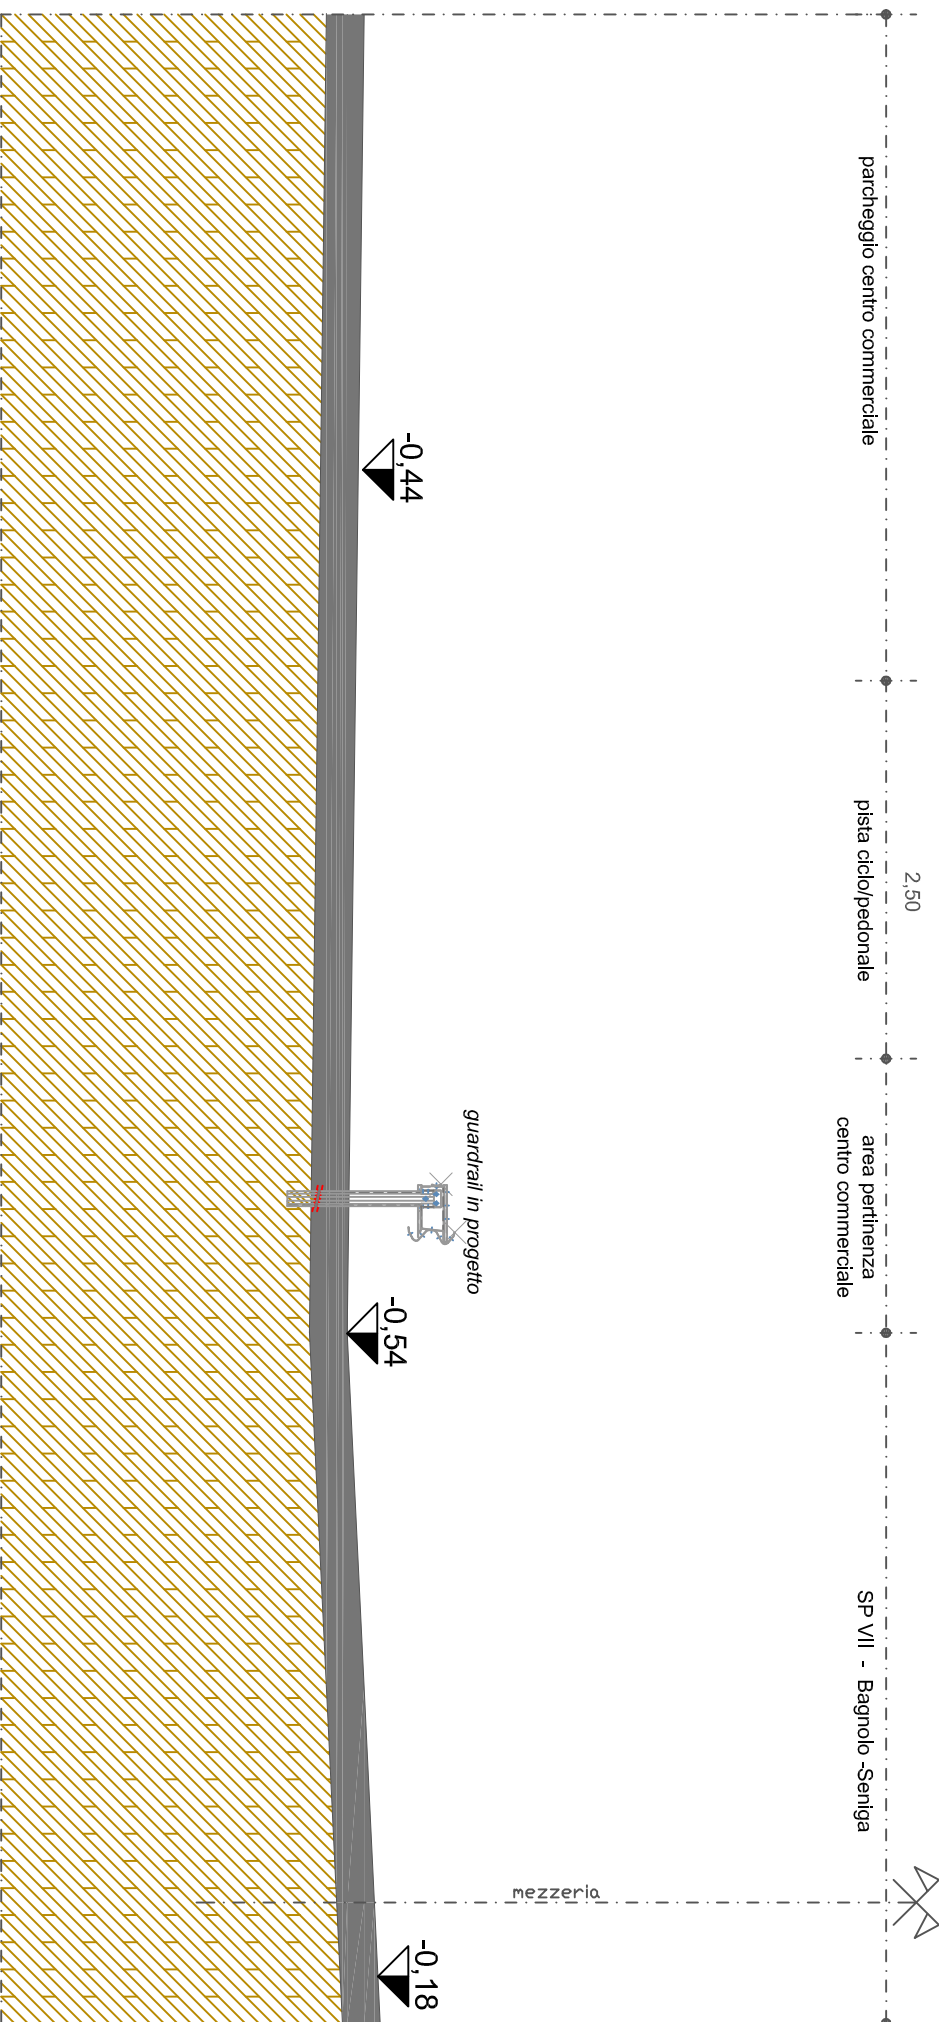 2,50
parcheggio centro commerciale
pista ciclo/pedonale
area pertinenza
centro commerciale
SP VII - Bagnolo -Seniga
mezzeria
guardrail in progetto
-0,44
-0,54
-0,18